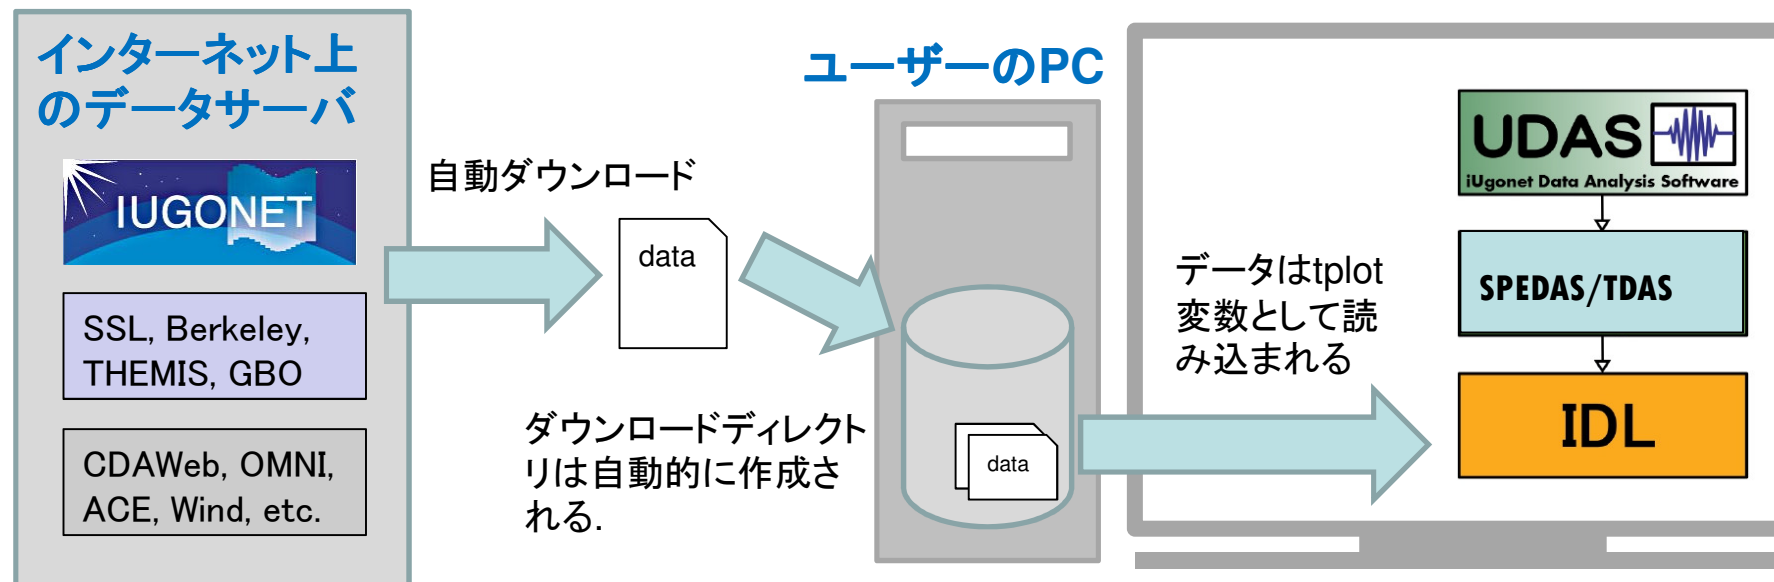 インターネット上
のデータサーバ
IUGONET
SSL, Berkeley,
THEMIS, GBO
CDAWeb, OMNI,
ACE, Wind, etc.
自動ダウンロード
data
ダウンロードディレクト
リは自動的に作成さ
れる.
ユーザーのPC
data
データはtplot
変数として読
み込まれる
UDAS
iUgonet Data Analysis Software
SPEDAS/TDAS
IDL